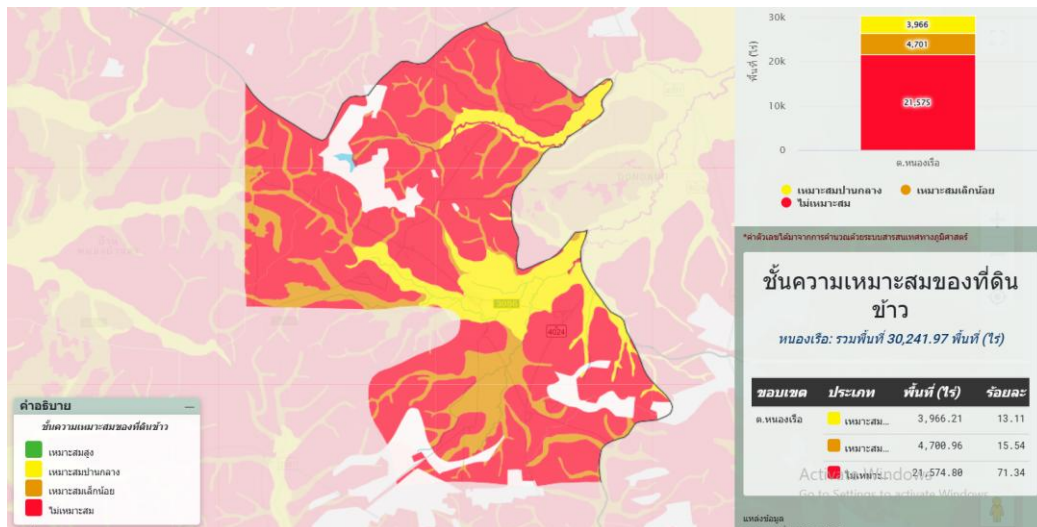 30k
3,966
4,701
20k
21,575
10k
0
พื้นที่ (ไร่)
ต.หนองเรือ
เหมาะสมปานกลาง
เหมาะสมเล็กน้อย
ไม่เหมาะสม
*ค่าตัวเลขได้มาจากการคำนวณด้วยระบบสารสนเทศทางภูมิศาสตร์
ชั้นความเหมาะสมของที่ดิน
ข้าว
หนองเรือ: รวมพื้นที่ 30,241.97 พื้นที่ (ไร่)
ขอบเขต ประเภท พื้นที่ (ไร่) ร้อยละ
ต.หนองเรือ เหมาะสม... 3,966.21 13.11
เหมาะสม... 4,700.96 15.54
ไม่เหมาะ... 21,574.80 71.34
Activate Windows
Go to Settings to activate Windows.
แหล่งข้อมูล
4024
คำอธิบาย
ชั้นความเหมาะสมของที่ดินข้าว
เหมาะสมสูง
เหมาะสมปานกลาง
เหมาะสมเล็กน้อย
ไม่เหมาะสม